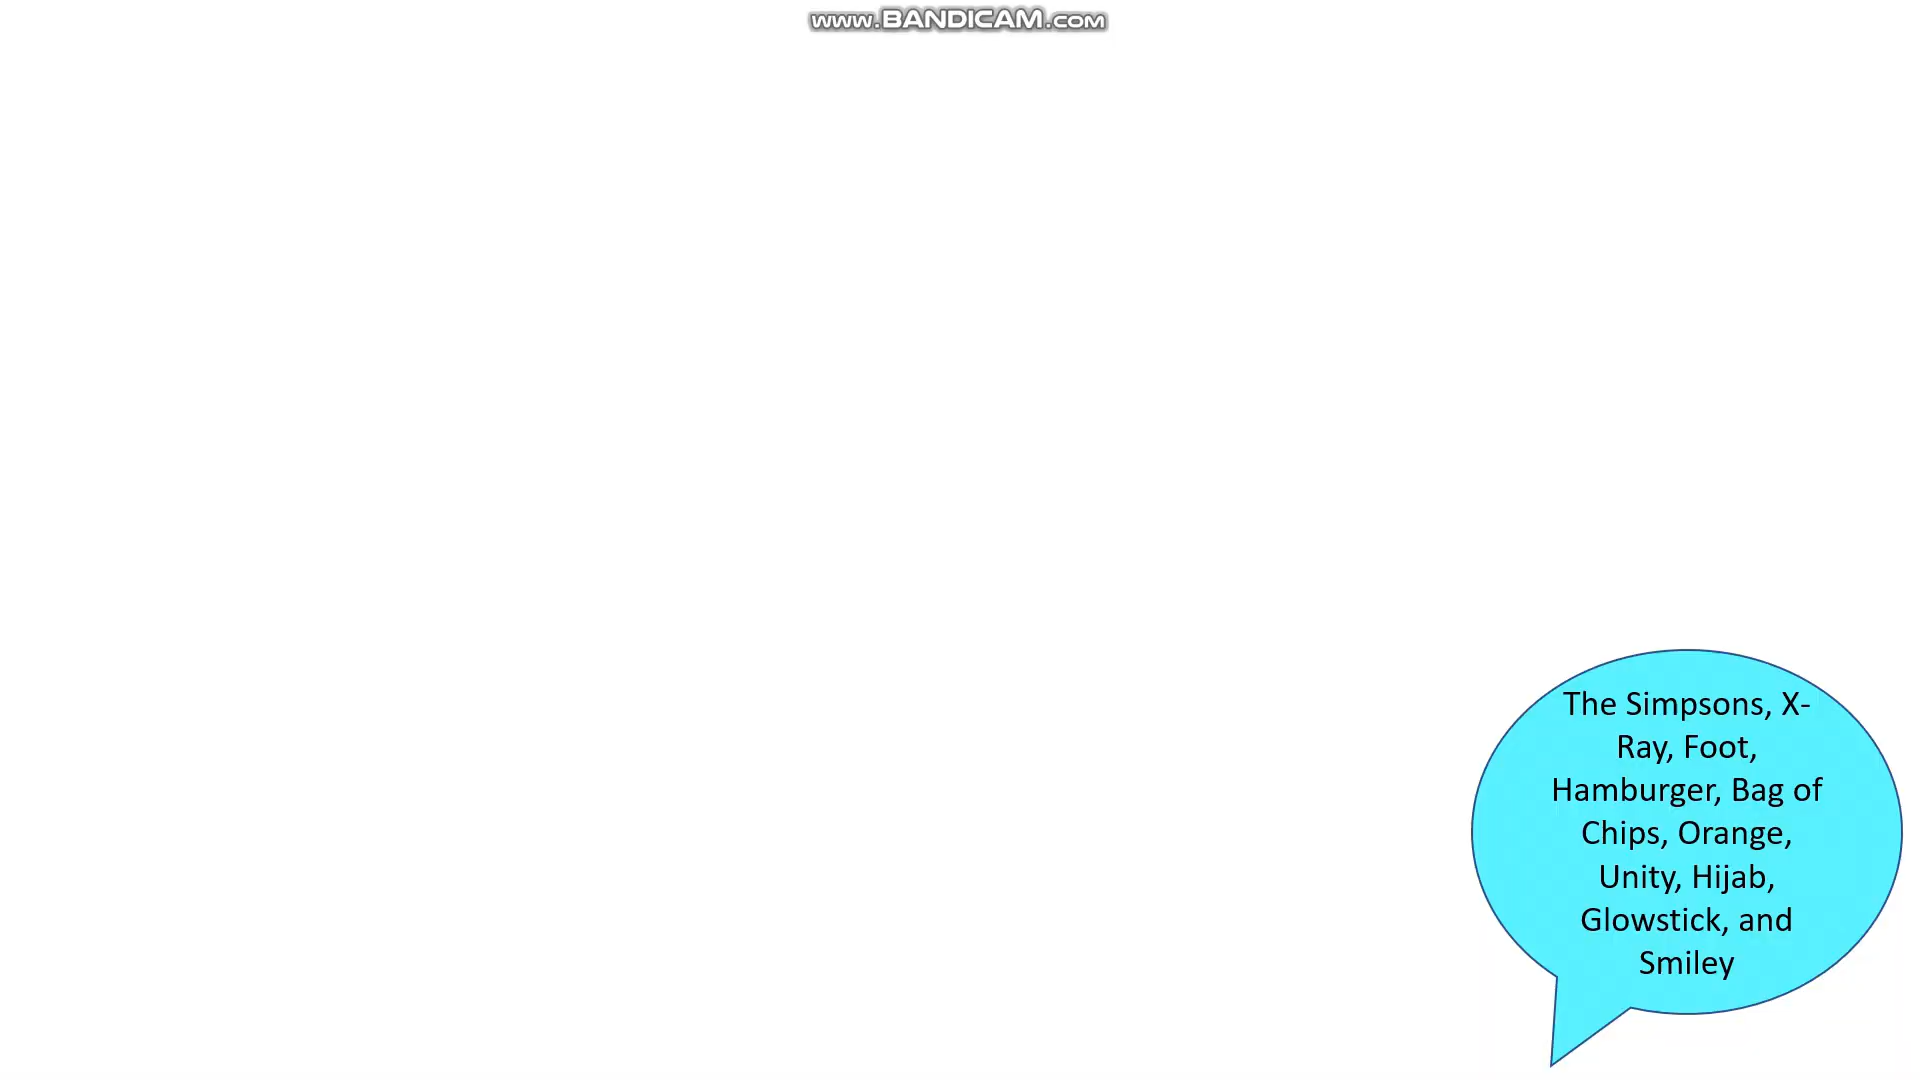 www.BANDICAM.com
The Simpsons, X-
Ray, Foot,
Hamburger, Bag of
Chips, Orange,
Unity, Hijab,
Glowstick, and
Smiley